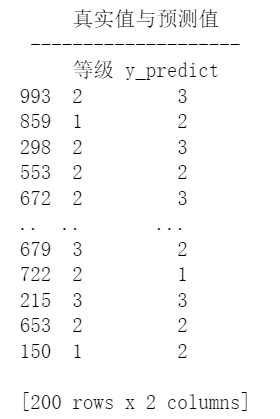 真实值与预测值
--------------------
等级 y_predict
993 2 3
859 1 2
298 2 3
553 2 2
672 2 3
.. .. ...
679 3 2
722 2 1
215 3 3
653 2 2
150 1 2
[200 rows x 2 columns]